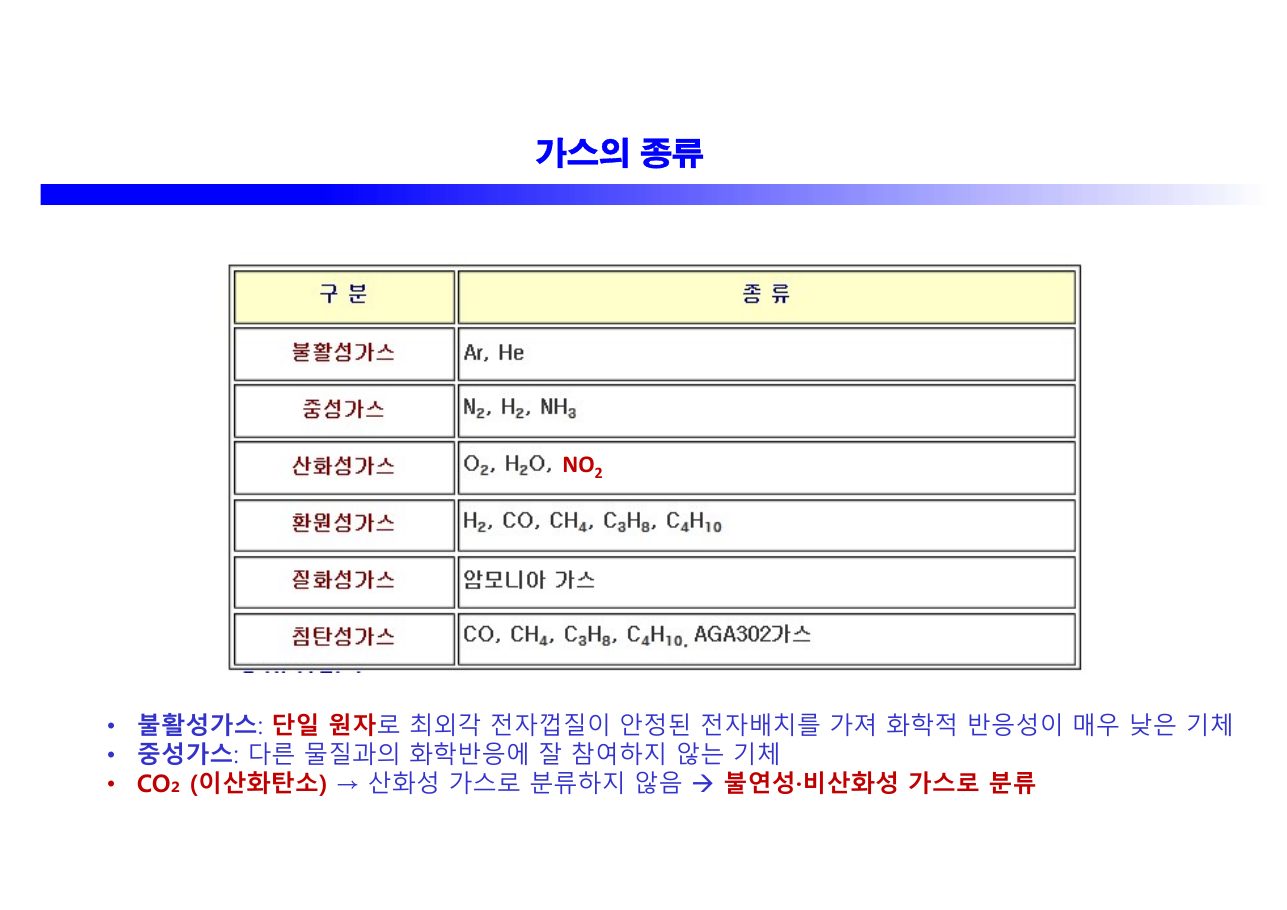 가스의 종류
구 분 종 류
불활성가스 Ar, He
중성가스 N₂, H₂, NH₃
산화성가스 O₂, H₂O, NO₂
환원성가스 H₂, CO, CH₄, C₃H₈, C₄H₁₀
질화성가스 암모니아 가스
침탄성가스 CO, CH₄, C₃H₈, C₄H₁₀, AGA302가스
• 불활성가스: 단일 원자로 최외각 전자껍질이 안정된 전자배치를 가져 화학적 반응성이 매우 낮은 기체
• 중성가스: 다른 물질과의 화학반응에 잘 참여하지 않는 기체
• CO₂ (이산화탄소) → 산화성 가스로 분류하지 않음 → 불연성·비산화성 가스로 분류